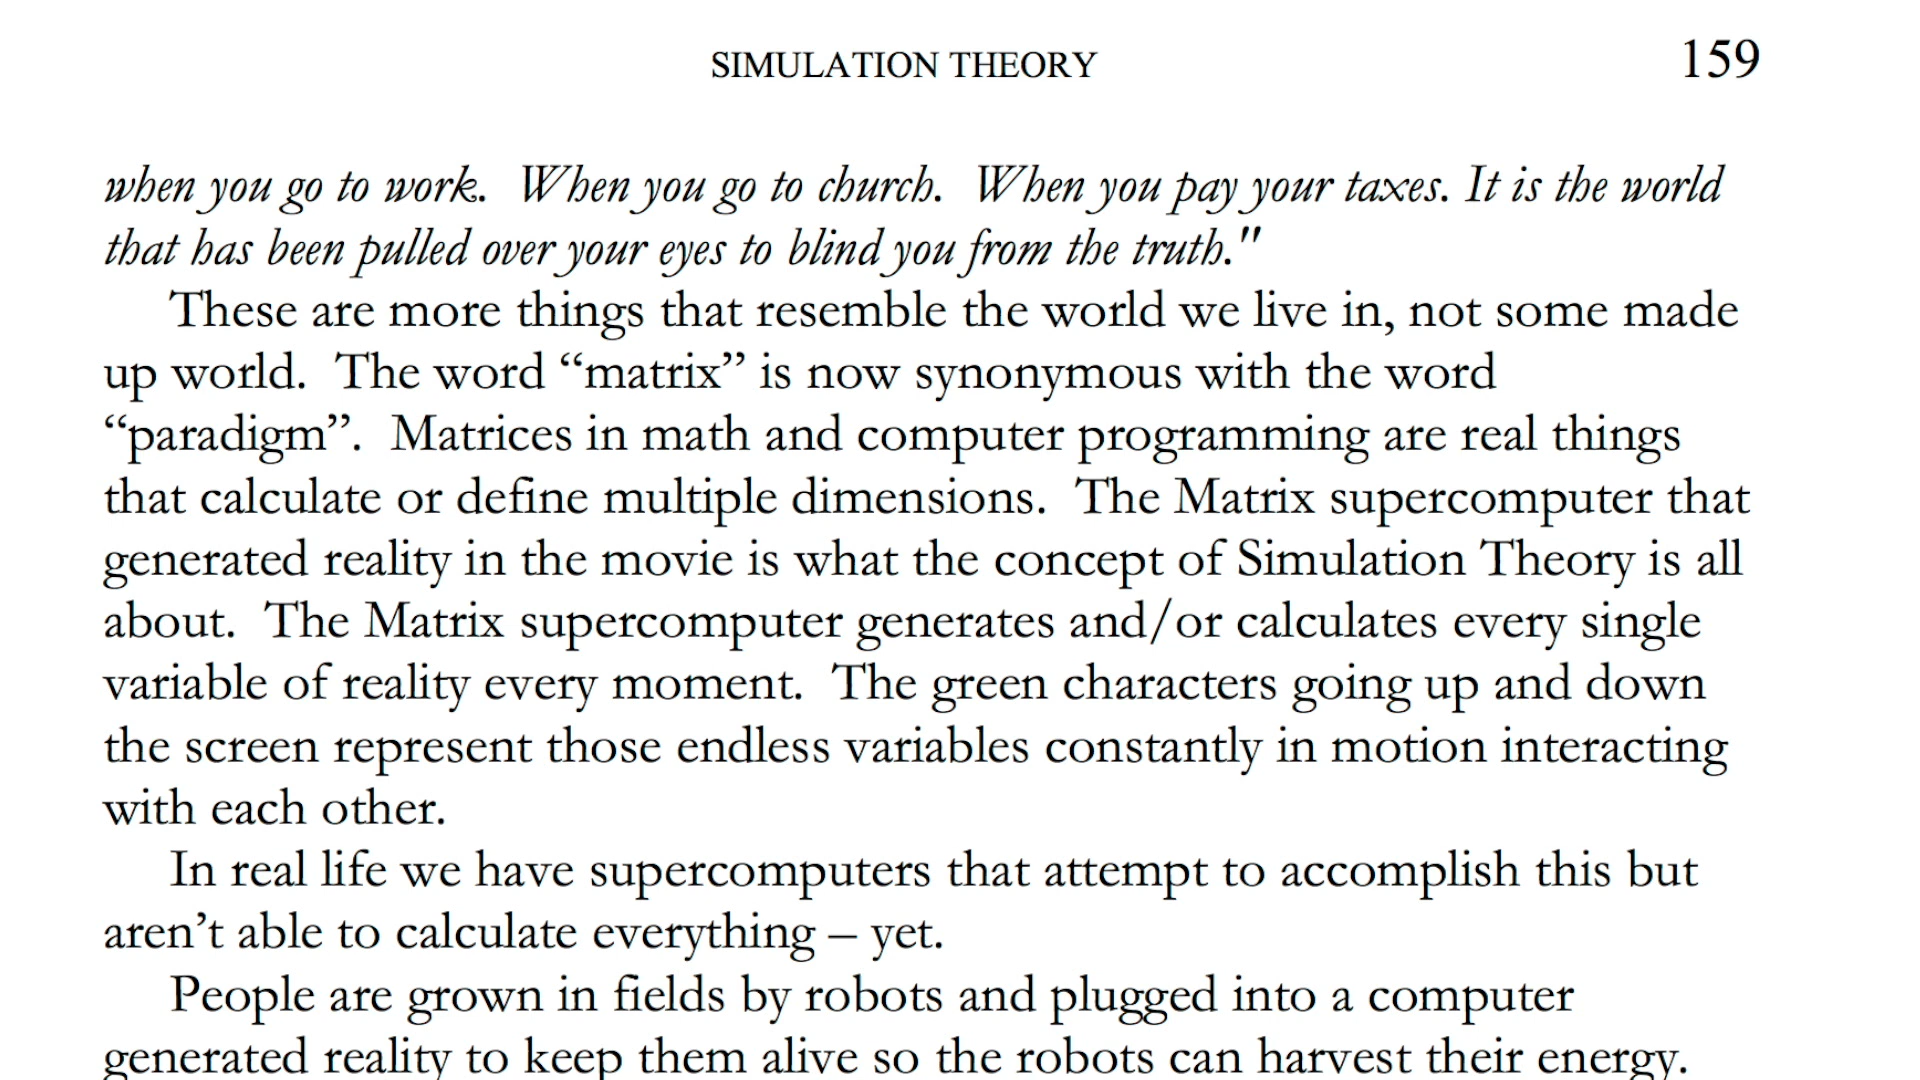 SIMULATION THEORY 159
when you go to work.  When you go to church.  When you pay your taxes. It is the world
that has been pulled over your eyes to blind you from the truth."
These are more things that resemble the world we live in, not some made
up world.  The word “matrix” is now synonymous with the word
“paradigm”.  Matrices in math and computer programming are real things
that calculate or define multiple dimensions.  The Matrix supercomputer that
generated reality in the movie is what the concept of Simulation Theory is all
about.  The Matrix supercomputer generates and/or calculates every single
variable of reality every moment.  The green characters going up and down
the screen represent those endless variables constantly in motion interacting
with each other.
In real life we have supercomputers that attempt to accomplish this but
aren’t able to calculate everything – yet.
People are grown in fields by robots and plugged into a computer
generated reality to keep them alive so the robots can harvest their energy.